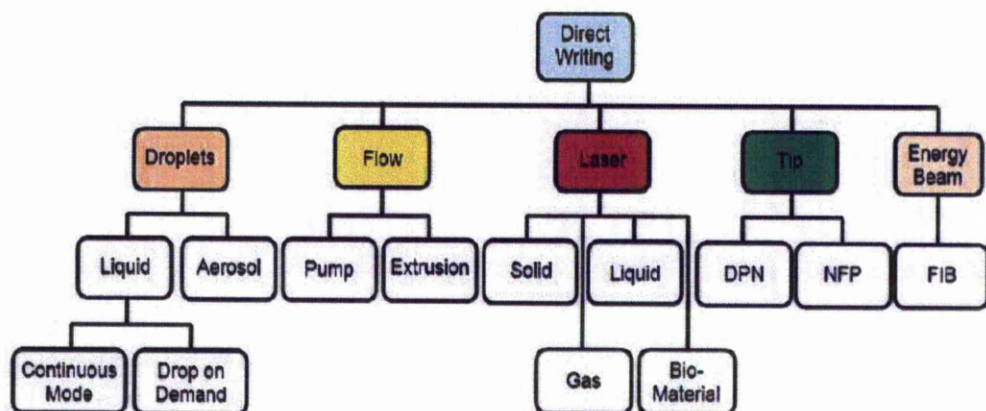 Direct
Writing
Droplets
Flow
Laser
Tip
Energy
Beam
Liquid
Aerosol
Pump
Extrusion
Solid
Liquid
DPN
NFP
FIB
Continuous
Mode
Drop on
Demand
Gas
Bio-
Material